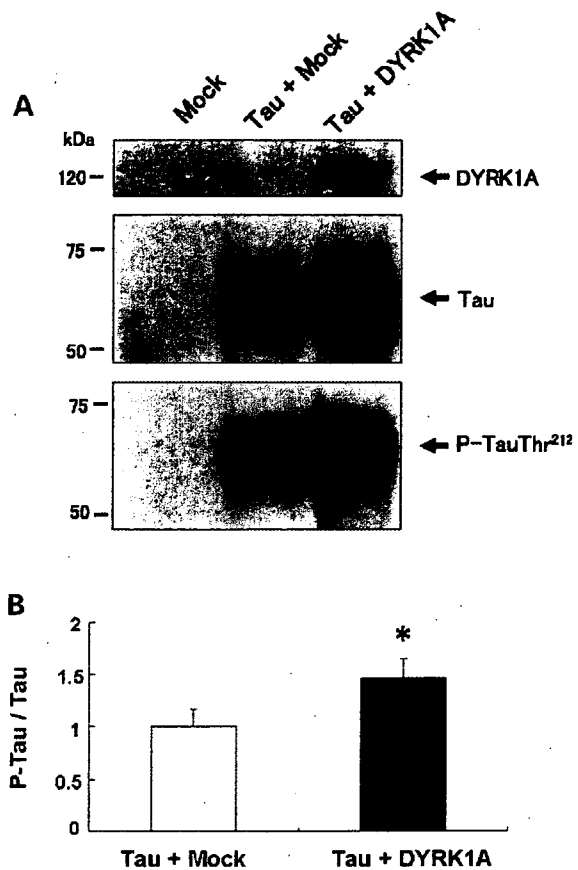 A
Mock
Tau + Mock
Tau + DYRK1A
kDa
120
DYRK1A
75
Tau
50
75
P-TauThr²¹²
50
B
2
*
1.5
1
0.5
0
P-Tau / Tau
Tau + Mock
Tau + DYRK1A